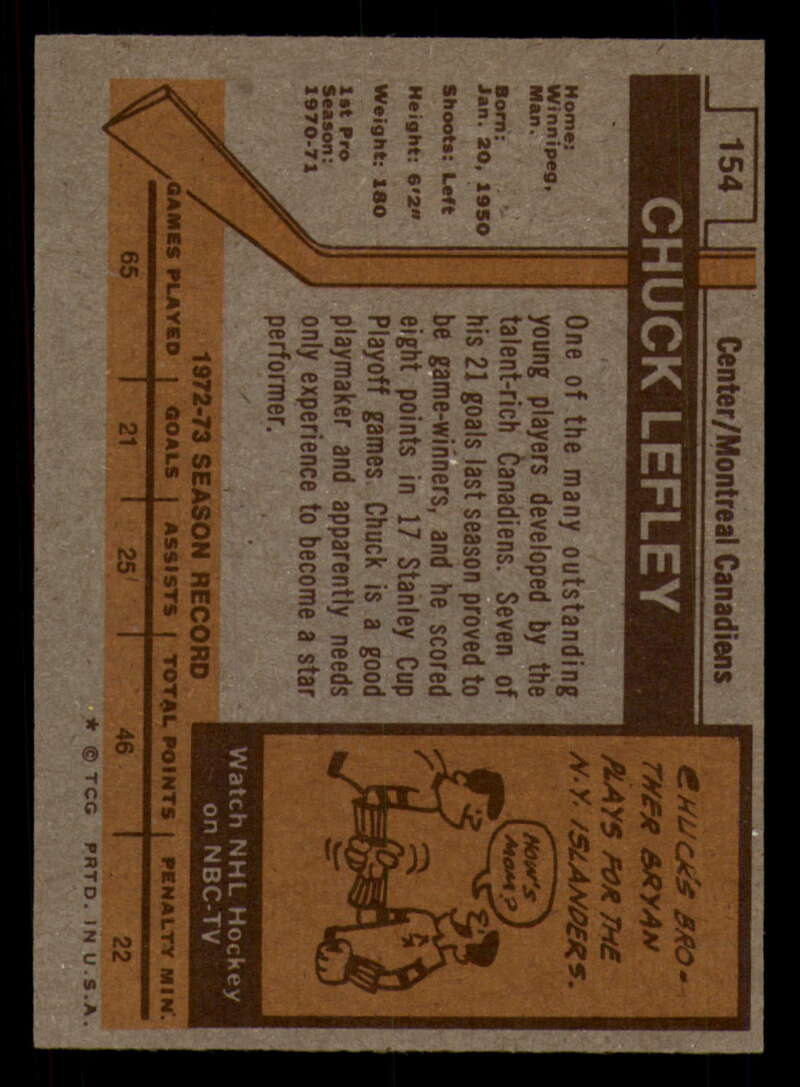 154
Center/Montreal Canadiens
CHUCK LEFLEY
Home:
Winnipeg,
Man.
Born:
Jan. 20, 1950
Shoots: Left
Height: 6'2"
Weight: 180
1st Pro
Season:
1970-71
One of the many outstanding
young players developed by the
talent-rich Canadiens. Seven of
his 21 goals last season proved to
be game-winners, and he scored
eight points in 17 Stanley Cup
Playoff games. Chuck is a good
playmaker and apparently needs
only experience to become a star
performer.
CHUCK'S BRO-
THER BRYAN
PLAYS FOR THE
N.Y. ISLANDERS.
HOW'S
MOM?
Watch NHL Hockey
on NBC-TV
1972-73 SEASON RECORD
GAMES PLAYED GOALS ASSISTS TOTAL POINTS PENALTY MIN.
65 21 25 46 22
* © TCG PRTD. IN U.S.A.